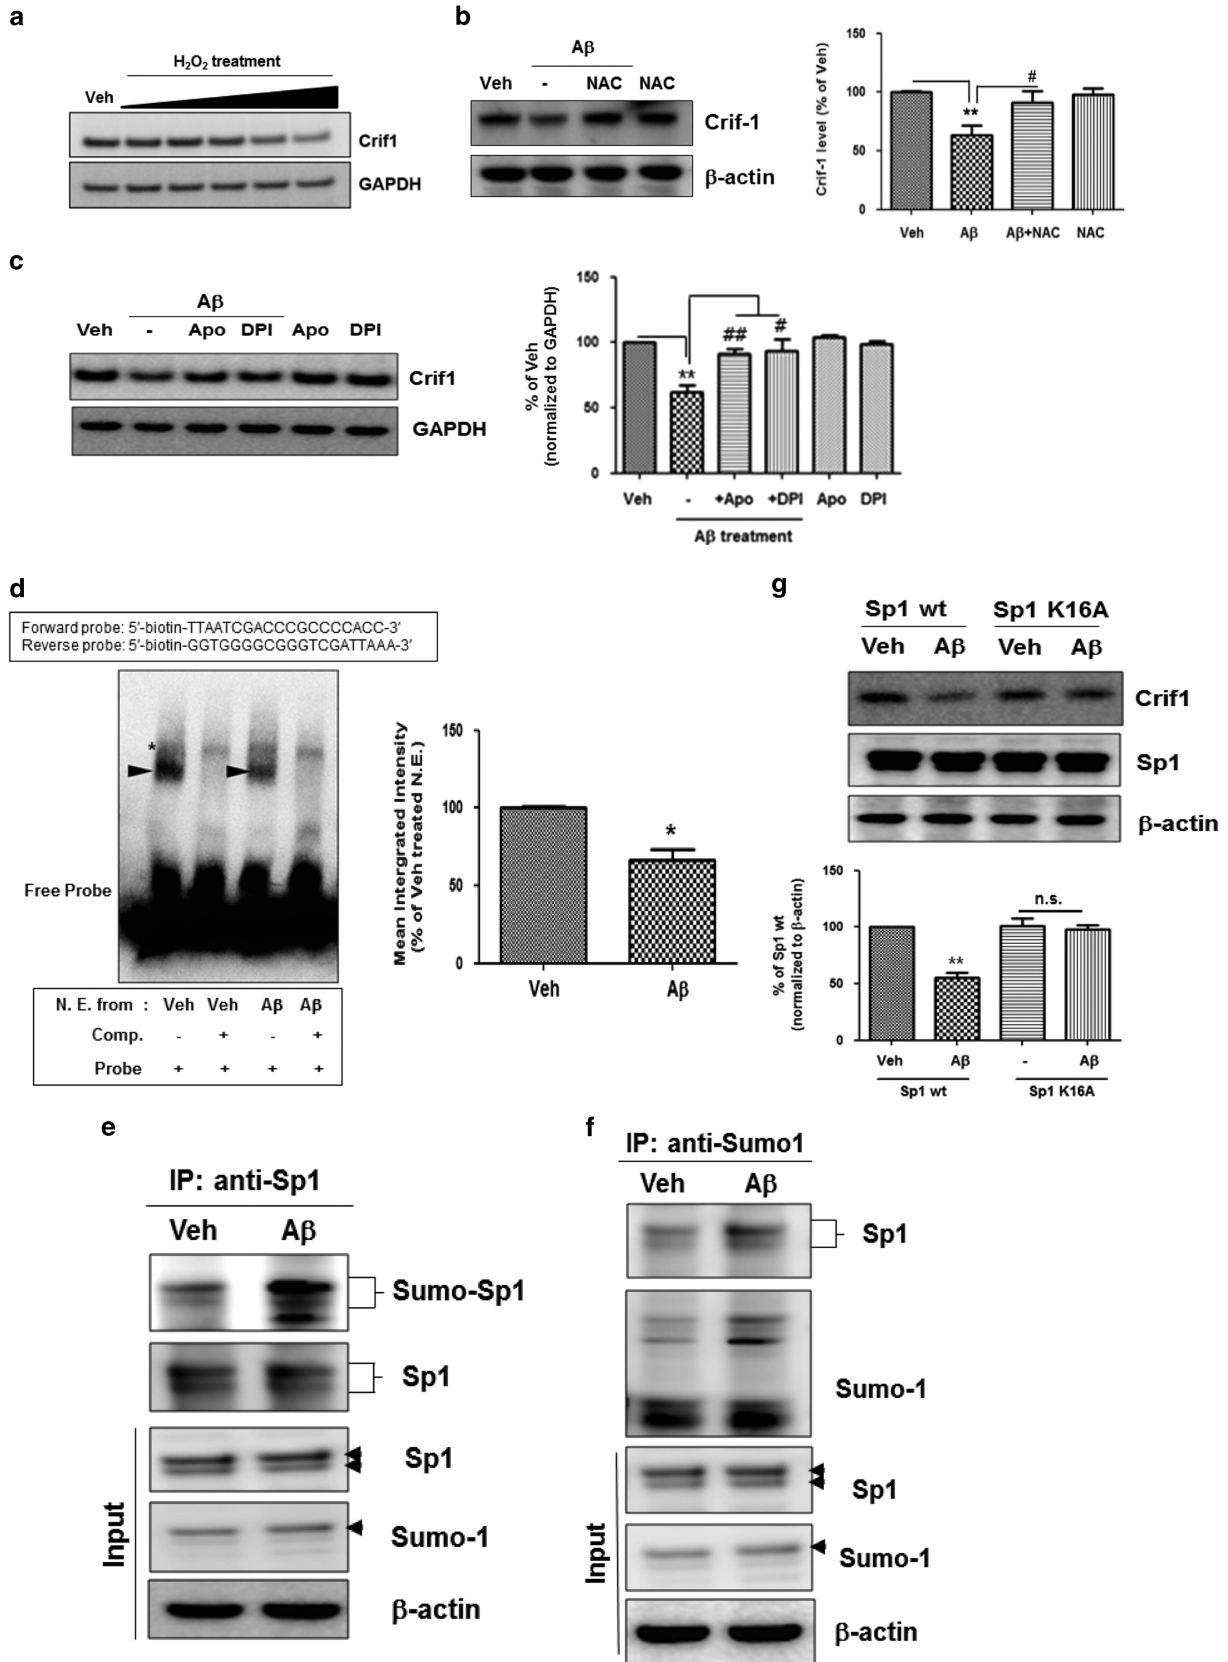 a
H₂O₂ treatment
Veh
Crif1
GAPDH
b
Aβ
Veh - NAC NAC
Crif-1
β-actin
Crif-1 level (% of Veh)
150
100
50
0
**
#
Veh Aβ Aβ+NAC NAC
c
Aβ
Veh - Apo DPI Apo DPI
Crif1
GAPDH
% of Veh
(normalized to GAPDH)
150
100
50
0
**
##
#
Veh - +Apo +DPI Apo DPI
Aβ treatment
d
Forward probe: 5′-biotin-TTAATCGACCCGCCCCACC-3′
Reverse probe: 5′-biotin-GGTGGGGCGGGTCGATTAAA-3′
*
Free Probe
N. E. from : Veh Veh Aβ Aβ
Comp. - + - +
Probe + + + +
Mean Intergrated Intensity
(% of Veh treated N.E.)
150
100
50
0
*
Veh Aβ
g
Sp1 wt Sp1 K16A
Veh Aβ Veh Aβ
Crif1
Sp1
β-actin
% of Sp1 wt
(normalized to β-actin)
150
100
50
0
**
n.s.
Veh Aβ - Aβ
Sp1 wt Sp1 K16A
e
IP: anti-Sp1
Veh Aβ
Sumo-Sp1
Sp1
Input
Sp1
Sumo-1
β-actin
f
IP: anti-Sumo1
Veh Aβ
Sp1
Sumo-1
Input
Sp1
Sumo-1
β-actin